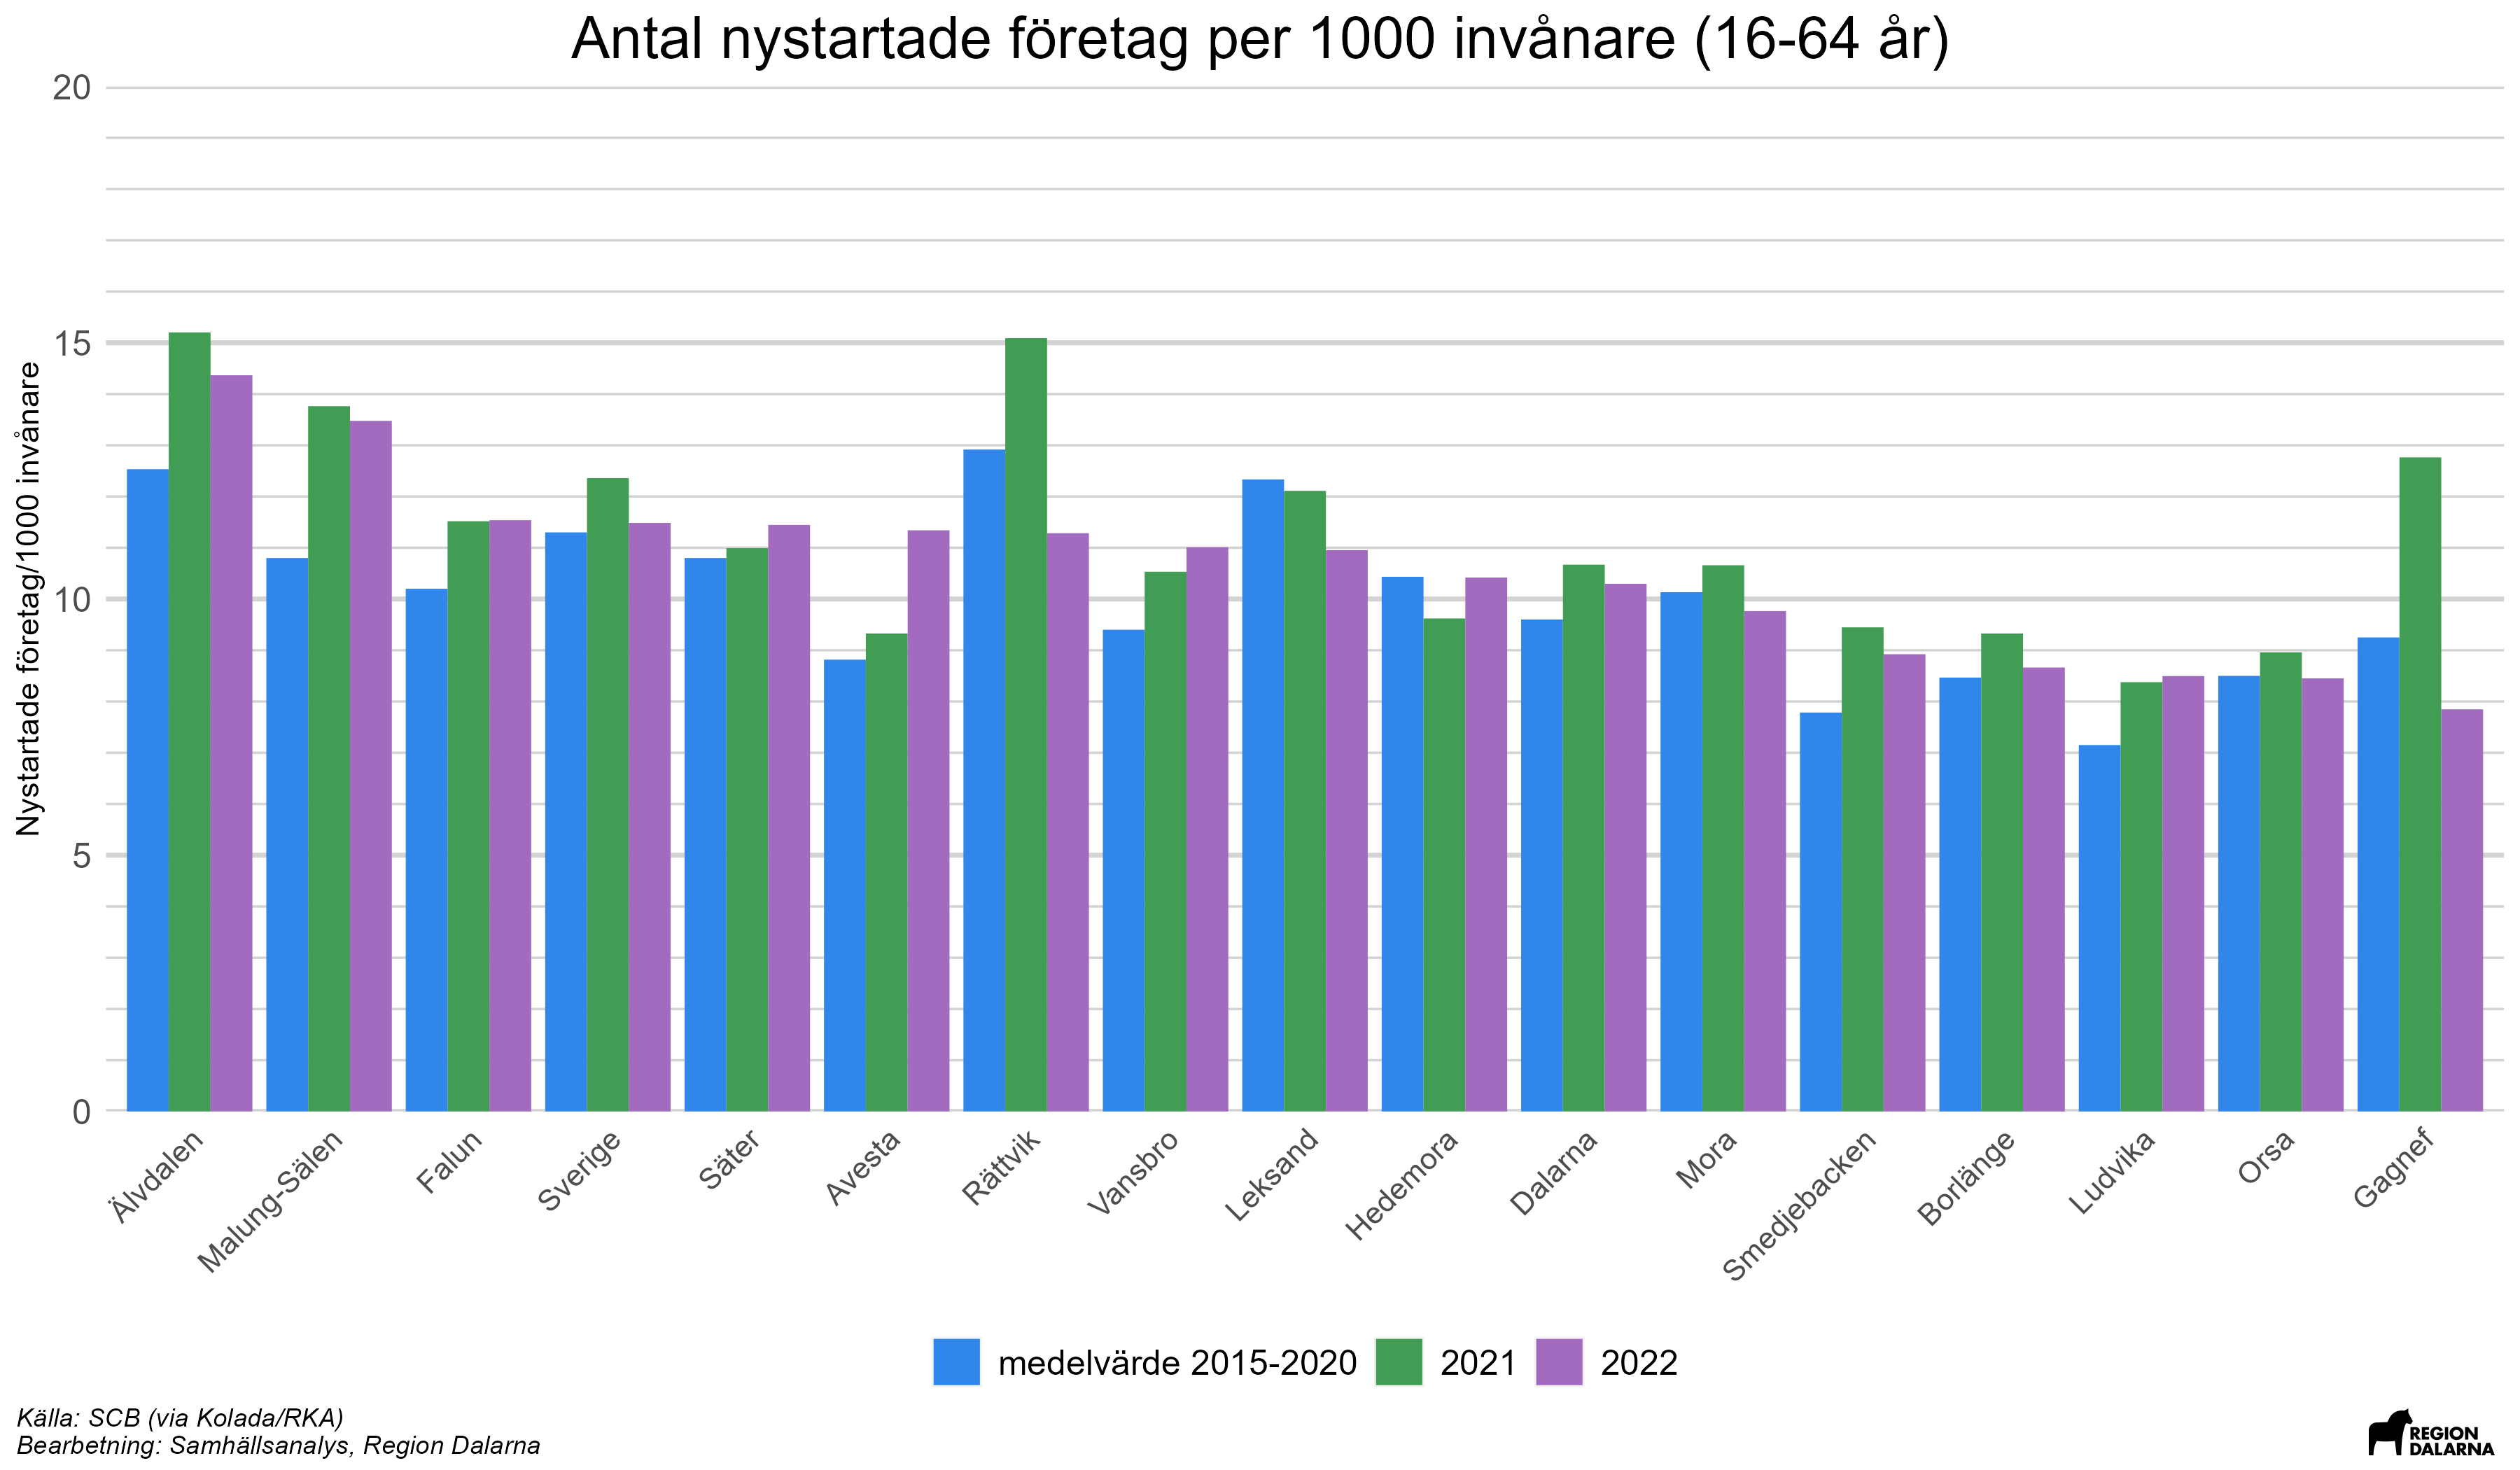 Antal nystartade företag per 1000 invånare (16-64 år)
Nystartade företag/1000 invånare
20
15
10
5
0
Älvdalen
Malung-Sälen
Falun
Sverige
Säter
Avesta
Rättvik
Vansbro
Leksand
Hedemora
Dalarna
Mora
Smedjebacken
Borlänge
Ludvika
Orsa
Gagnef
medelvärde 2015-2020 2021 2022
Källa: SCB (via Kolada/RKA)
Bearbetning: Samhällsanalys, Region Dalarna
REGION
DALARNA